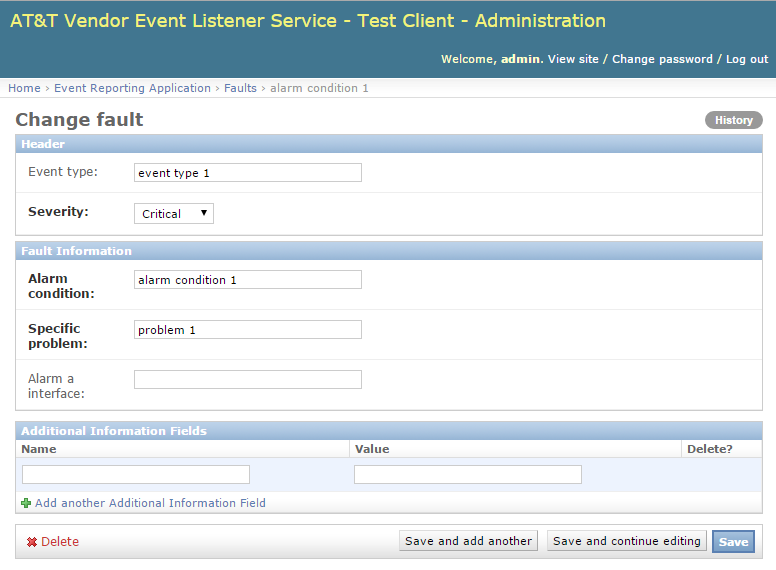 AT&T Vendor Event Listener Service - Test Client - Administration
Welcome, admin. View site / Change password / Log out
Home › Event Reporting Application › Faults › alarm condition 1
Change fault
History
Header
Event type: event type 1
Severity: Critical
Fault Information
Alarm
condition: alarm condition 1
Specific
problem: problem 1
Alarm a
interface:
Additional Information Fields
Name Value Delete?
Add another Additional Information Field
Delete Save and add another Save and continue editing Save